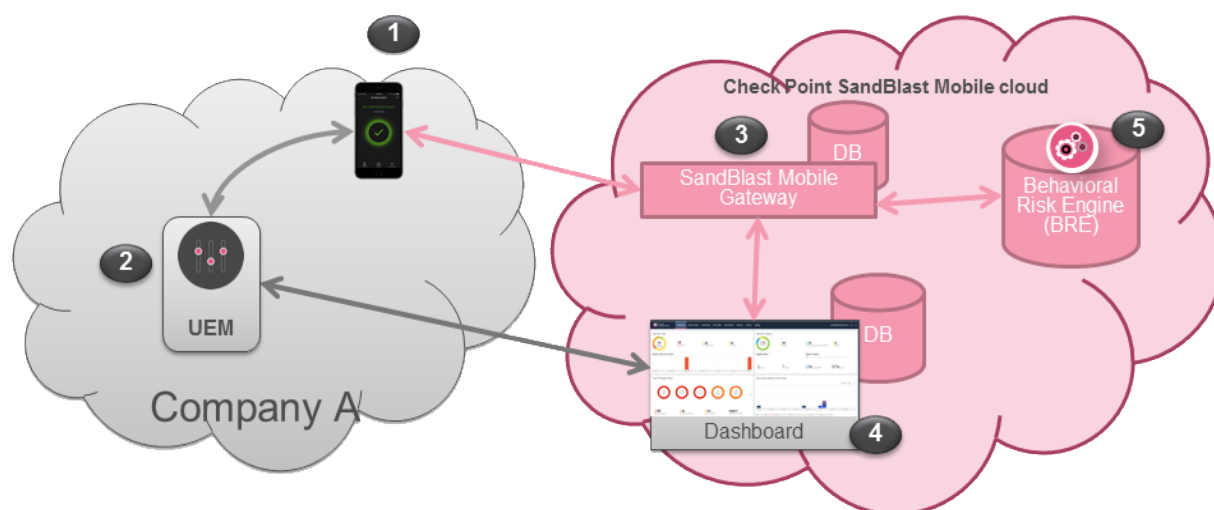 1
Check Point SandBlast Mobile cloud
3
5
DB
SandBlast Mobile
Gateway
Behavioral
Risk Engine
(BRE)
2
UEM
DB
Company A
Dashboard
4